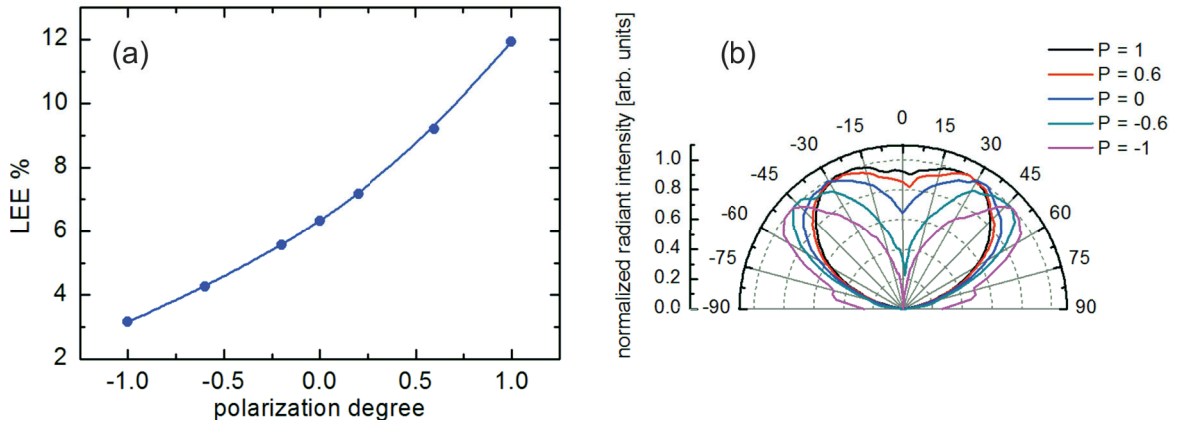 (a)
LEE %
12
10
8
6
4
2
-1.0 -0.5 0.0 0.5 1.0
polarization degree
(b)
normalized radiant intensity [arb. units]
1.0
0.8
0.6
0.4
0.2
0.0
-90
-75
-60
-45
-30
-15
0
15
30
45
60
75
90
P = 1
P = 0.6
P = 0
P = -0.6
P = -1